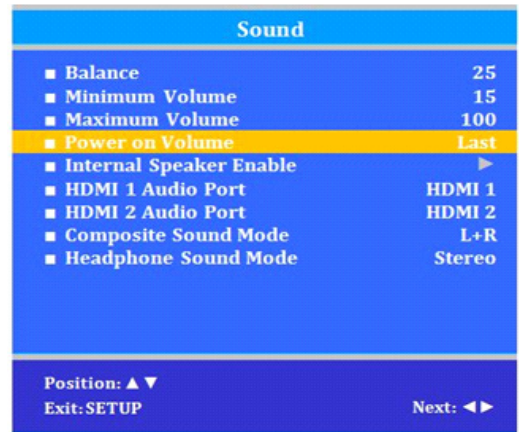 Sound
■ Balance 25
■ Minimum Volume 15
■ Maximum Volume 100
■ Power on Volume Last
■ Internal Speaker Enable ▶
■ HDMI 1 Audio Port HDMI 1
■ HDMI 2 Audio Port HDMI 2
■ Composite Sound Mode L+R
■ Headphone Sound Mode Stereo
Position: ▲▼
Exit: SETUP Next: ◀▶